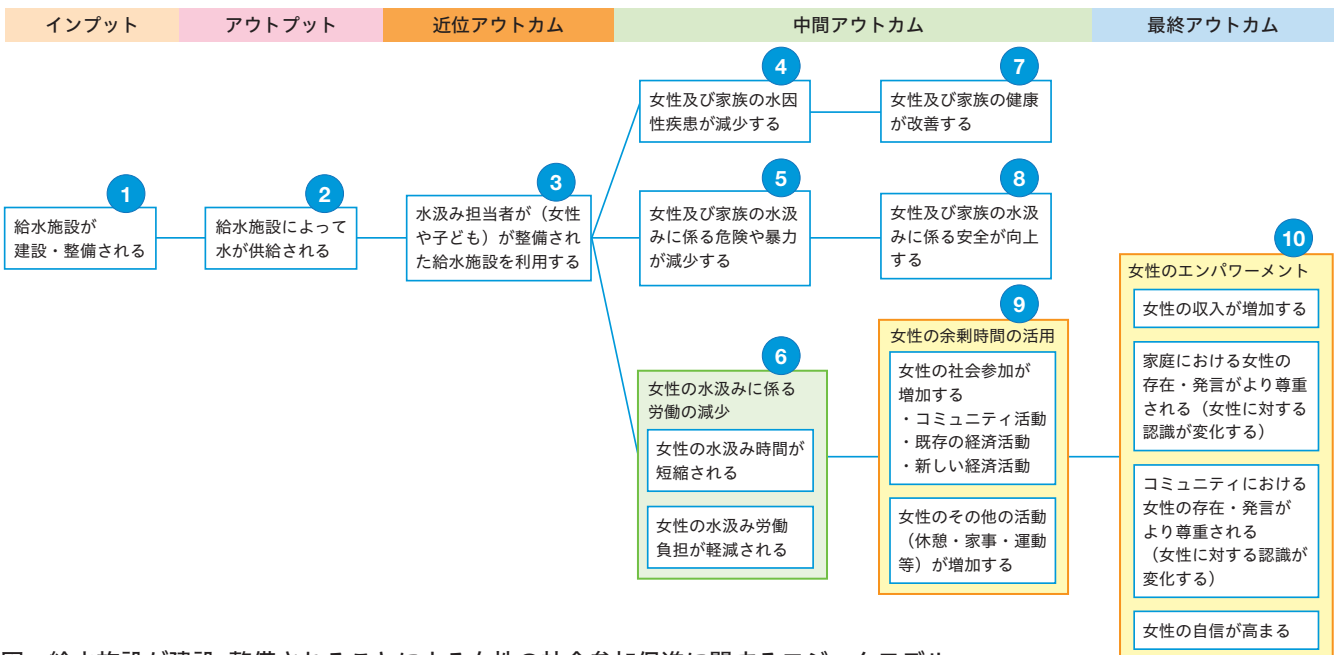 インプット
アウトプット
近位アウトカム
中間アウトカム
最終アウトカム
1
給水施設が
建設・整備される
2
給水施設によって
水が供給される
3
水汲み担当者が（女性
や子ども）が整備され
た給水施設を利用する
4
女性及び家族の水因
性疾患が減少する
7
女性及び家族の健康
が改善する
5
女性及び家族の水汲
みに係る危険や暴力
が減少する
8
女性及び家族の水汲
みに係る安全が向上
する
6
女性の水汲みに係る
労働の減少
女性の水汲み時間が
短縮される
女性の水汲み労働
負担が軽減される
9
女性の余剰時間の活用
女性の社会参加が
増加する
・コミュニティ活動
・既存の経済活動
・新しい経済活動
女性のその他の活動
（休憩・家事・運動
等）が増加する
10
女性のエンパワーメント
女性の収入が増加する
家庭における女性の
存在・発言がより尊重
される（女性に対する
認識が変化する）
コミュニティにおける
女性の存在・発言が
より尊重される
（女性に対する認識が
変化する）
女性の自信が高まる